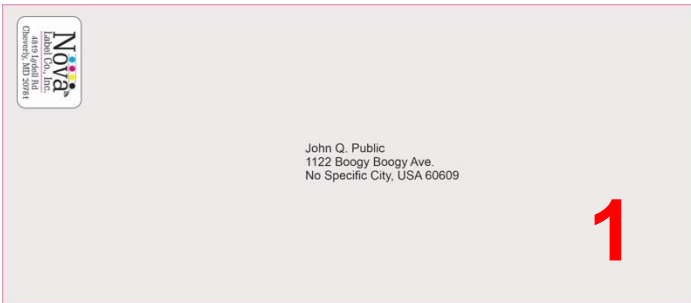 Nova
Label Co., Inc.
4819 Lydell Rd
Cheverly, MD 20781
John Q. Public
1122 Boogy Boogy Ave.
No Specific City, USA 60609
1